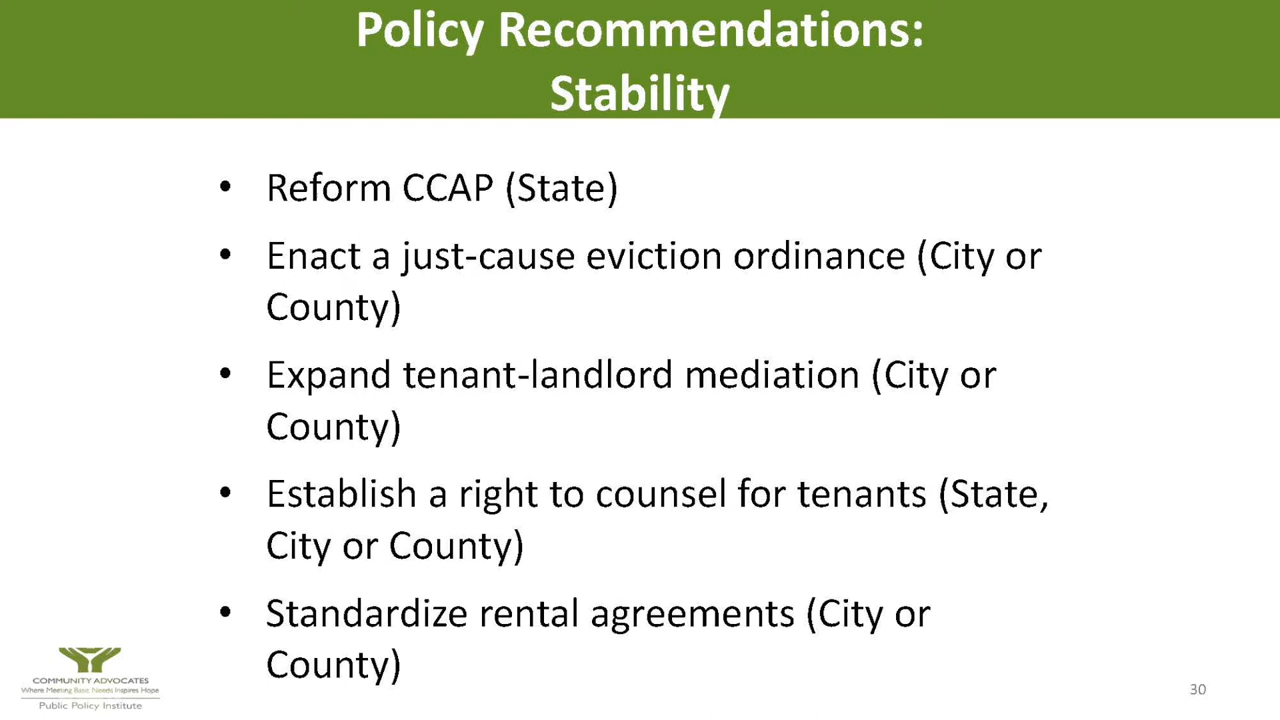 Policy Recommendations:
Stability
• Reform CCAP (State)
• Enact a just-cause eviction ordinance (City or
County)
• Expand tenant-landlord mediation (City or
County)
• Establish a right to counsel for tenants (State,
City or County)
• Standardize rental agreements (City or
County)
COMMUNITY ADVOCATES
Where Meeting Basic Needs Inspires Hope
Public Policy Institute
30